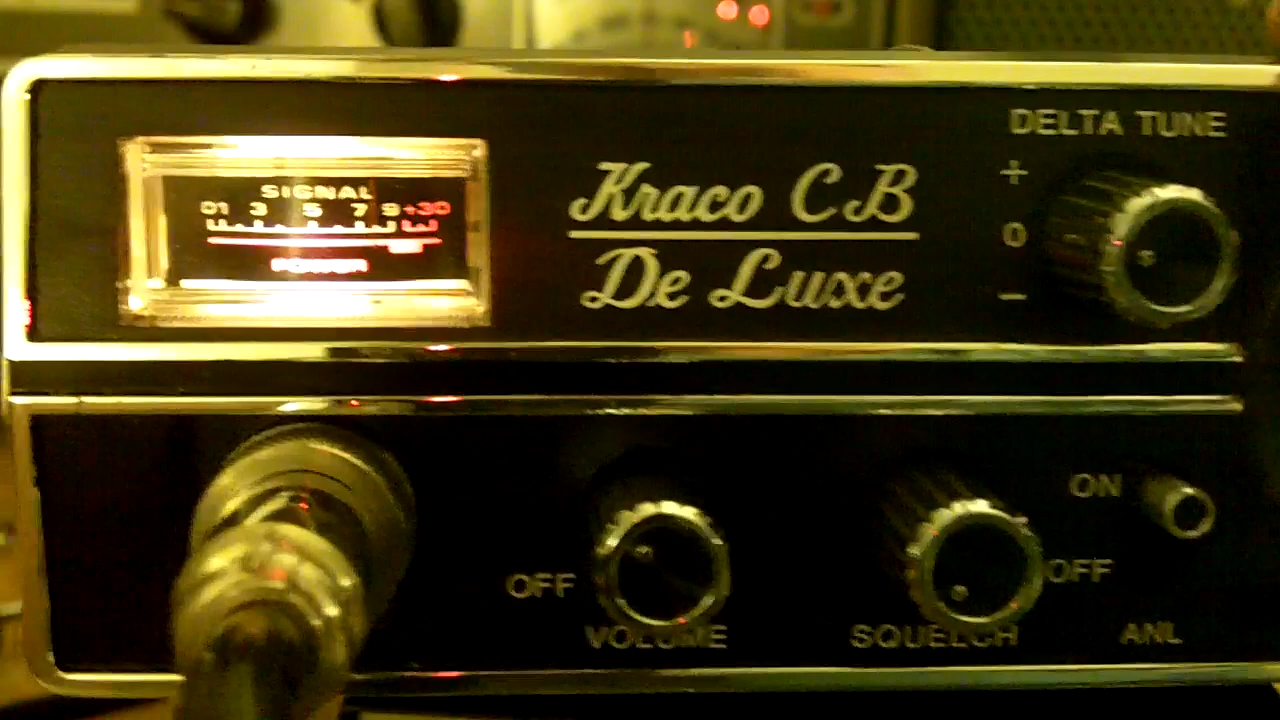 SIGNAL
01 3 5 7 9+30
POWER
Kraco CB
De Luxe
DELTA TUNE
+
0
−
OFF
VOLUME
SQUELCH
ON
OFF
ANL